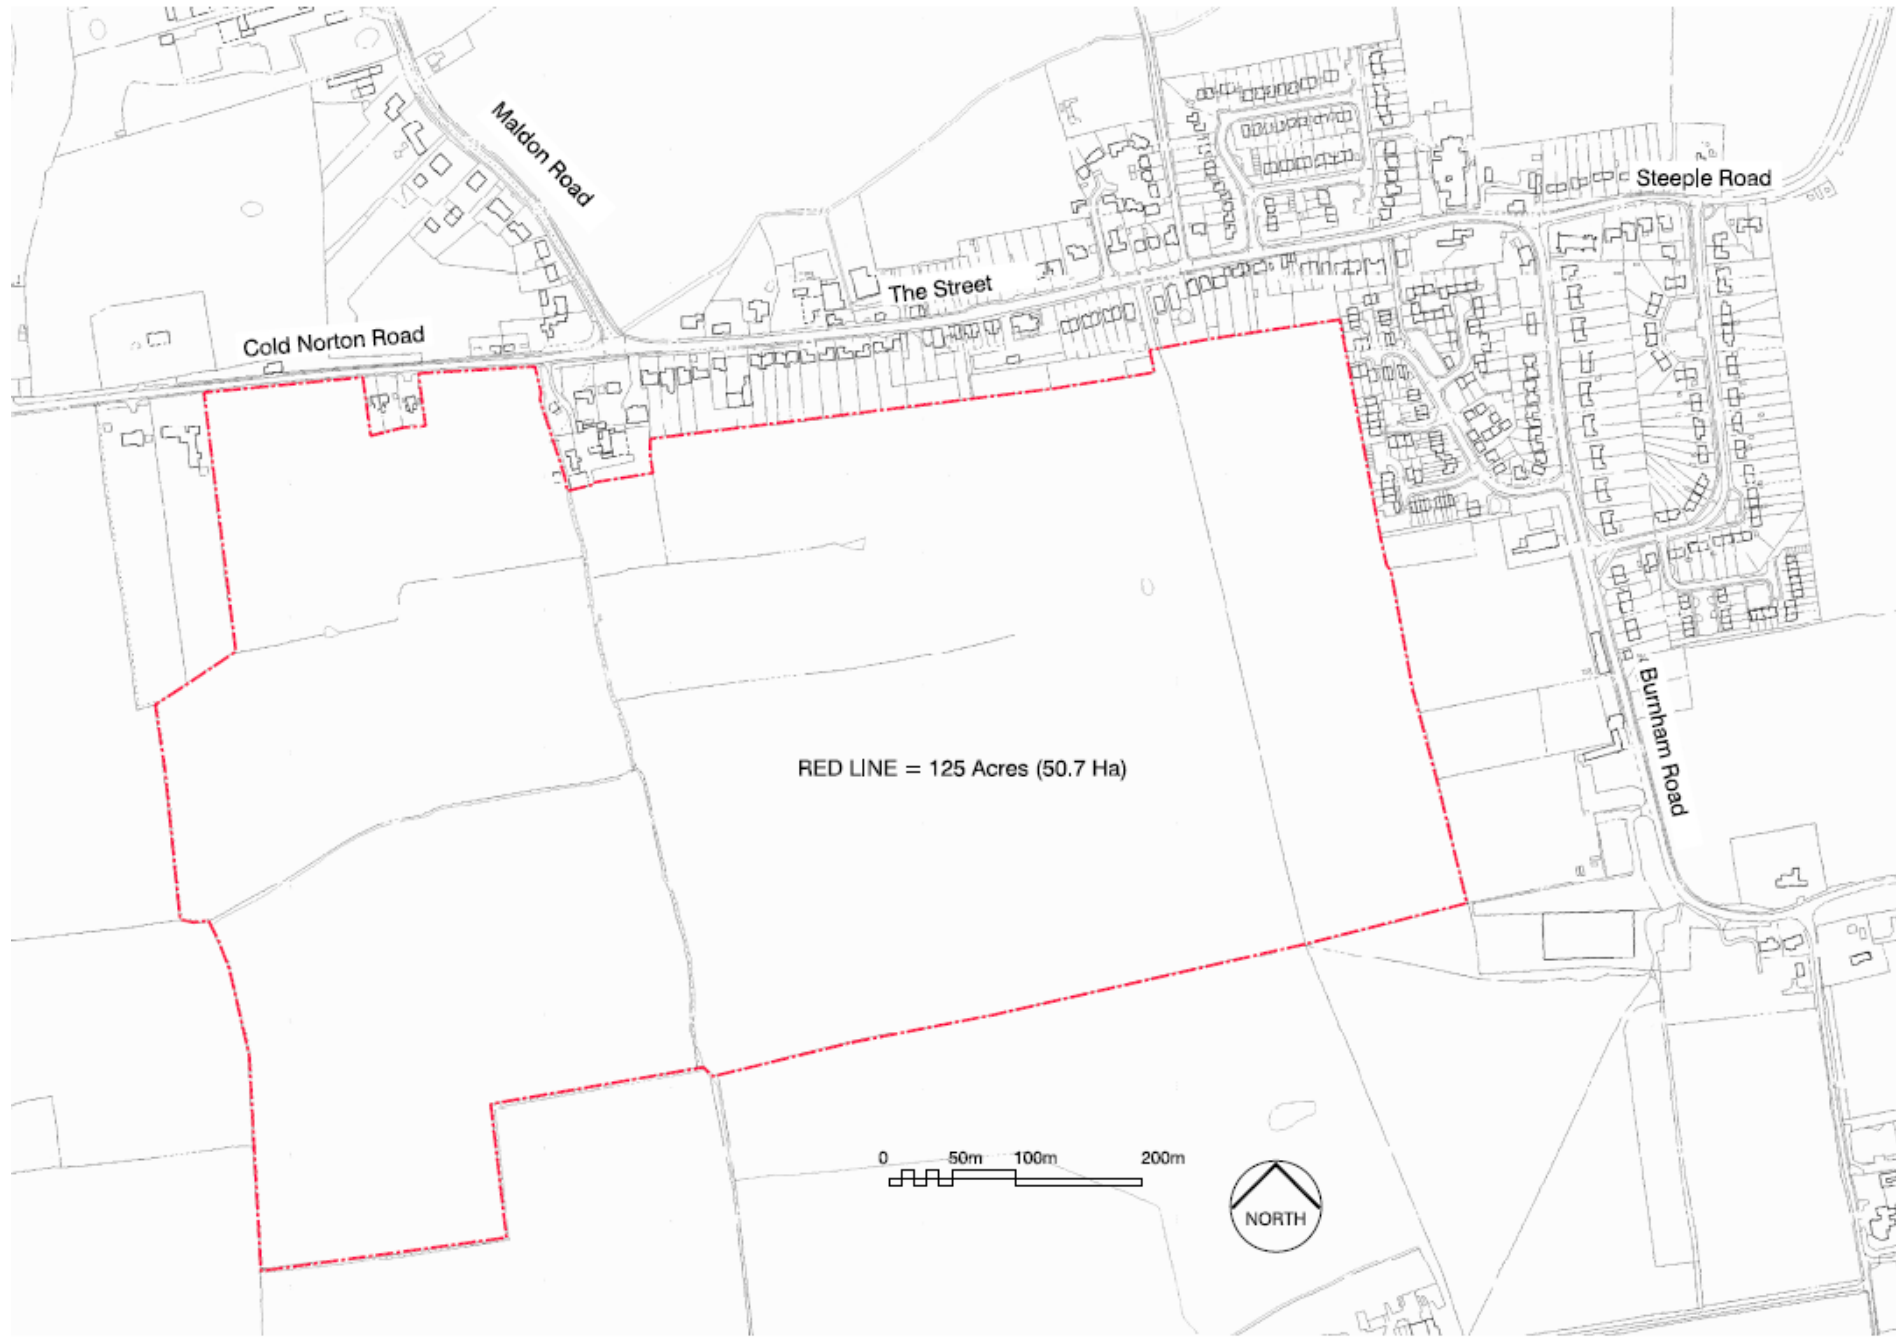 Maldon Road
Steeple Road
The Street
Cold Norton Road
Burnham Road
RED LINE = 125 Acres (50.7 Ha)
0 50m 100m 200m
NORTH